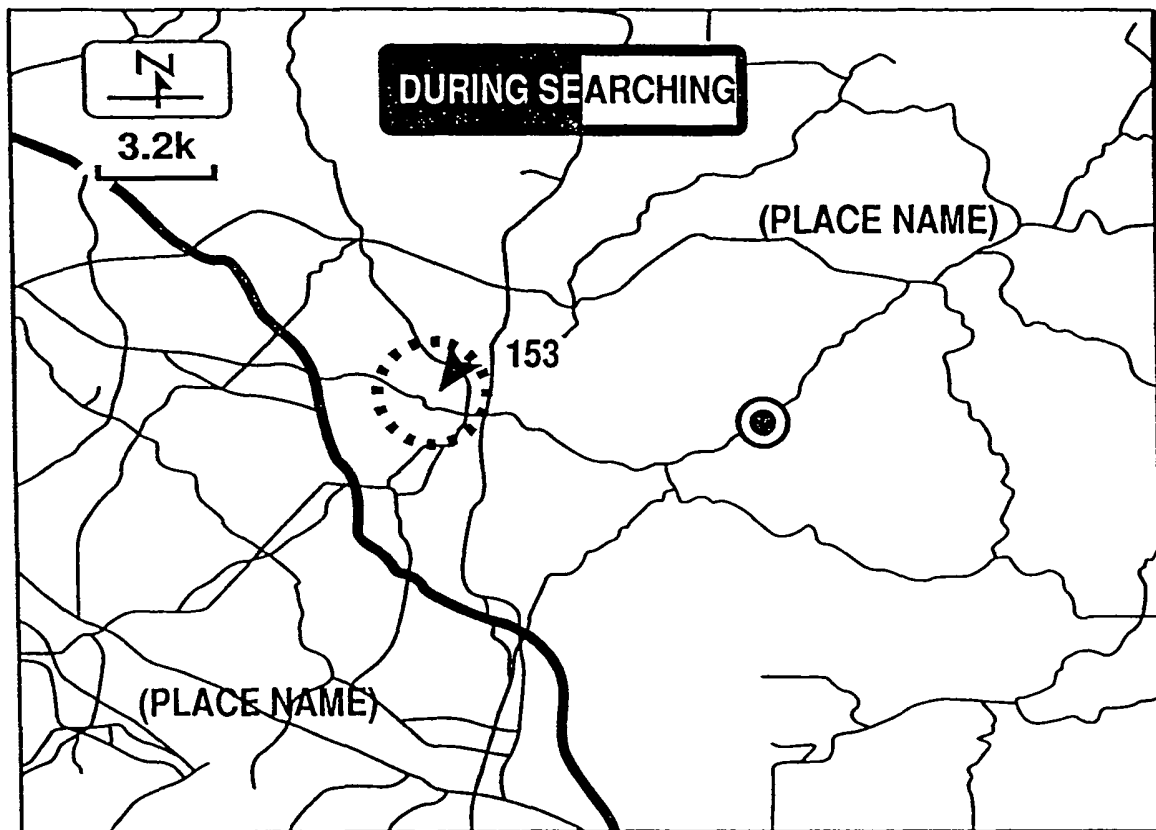 N
DURING SEARCHING
3.2k
(PLACE NAME)
153
(PLACE NAME)